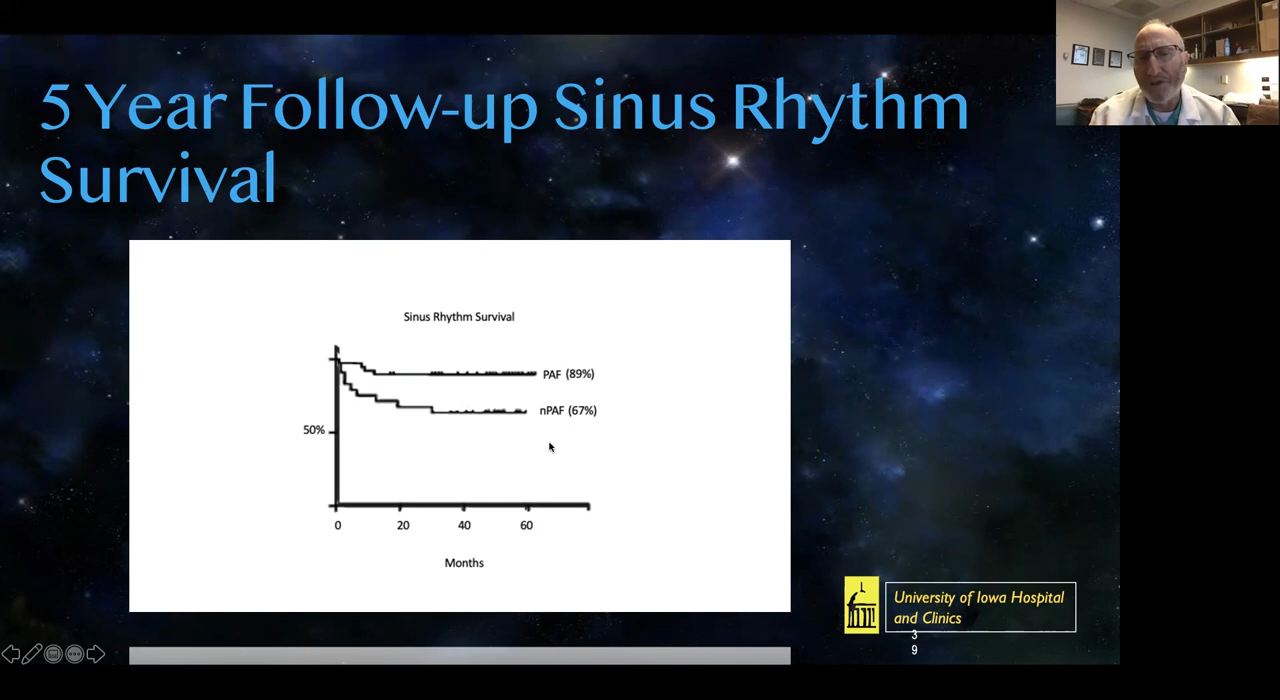 5 Year Follow-up Sinus Rhythm
Survival
Sinus Rhythm Survival
PAF (89%)
nPAF (67%)
50%
0 20 40 60
Months
University of Iowa Hospital
and Clinics
3
9